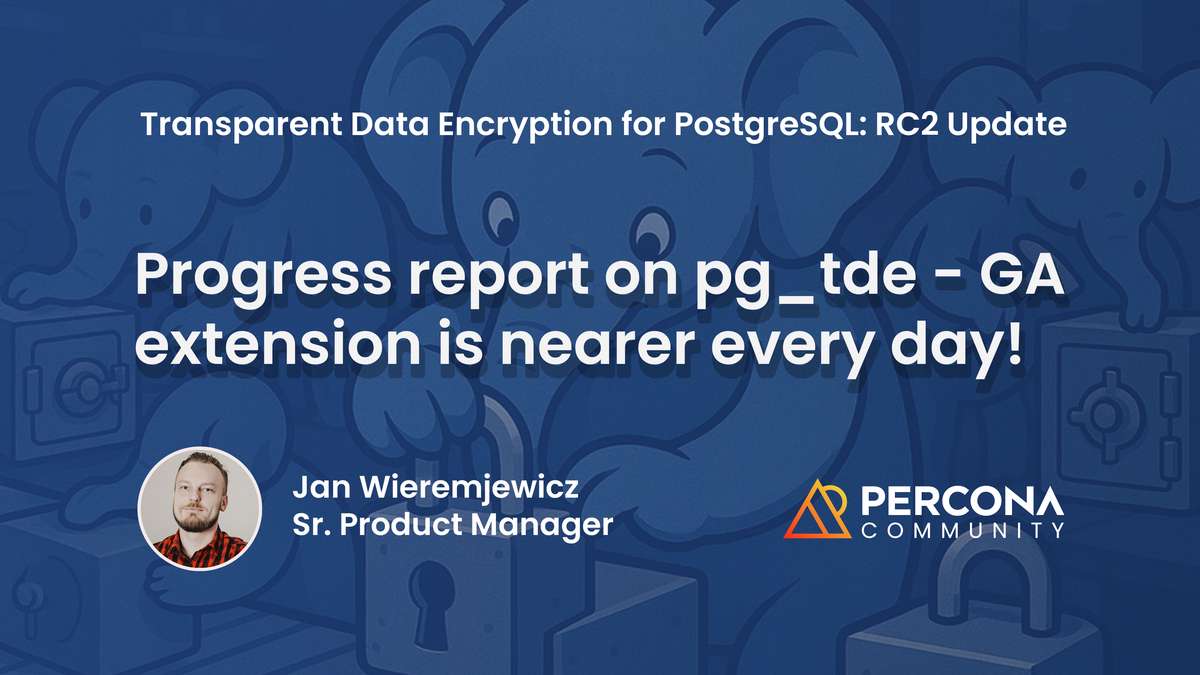 Transparent Data Encryption for PostgreSQL: RC2 Update
Progress report on pg_tde - GA
extension is nearer every day!
Jan Wieremjewicz
Sr. Product Manager
PERCONA
COMMUNITY